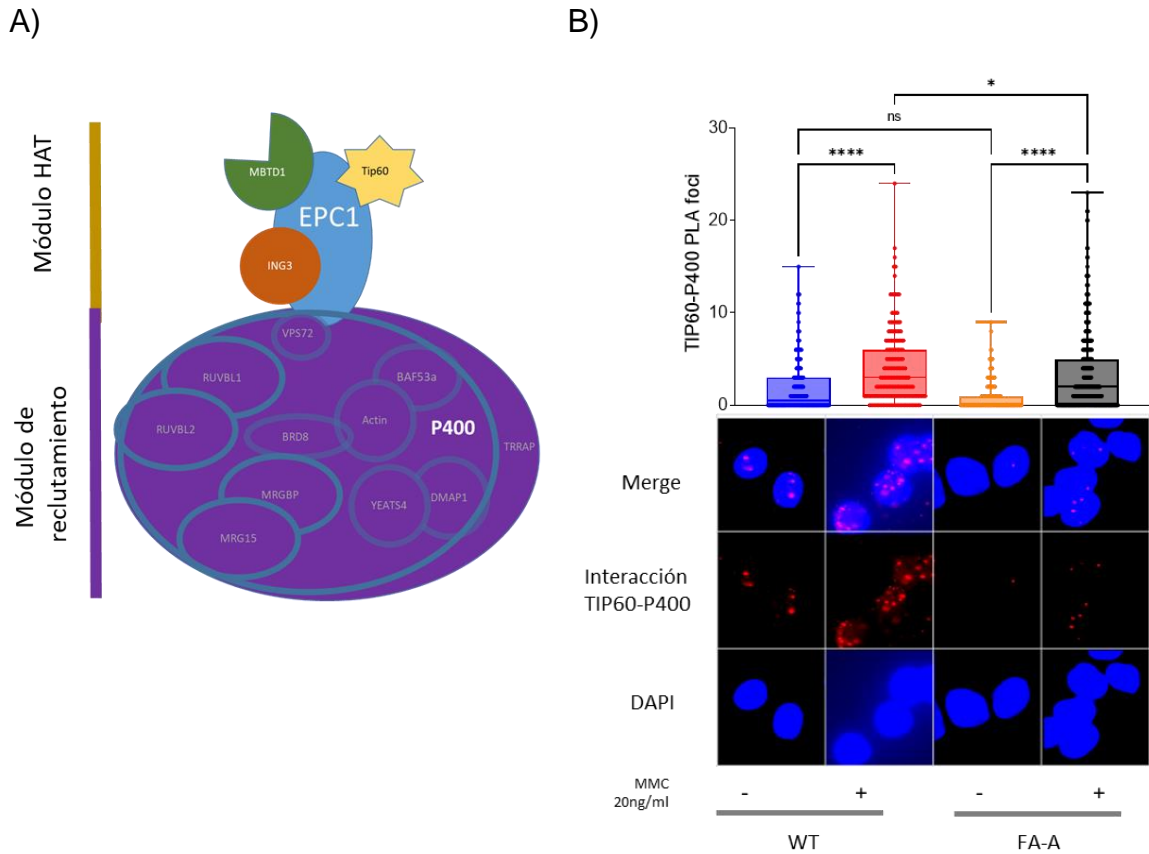 A)
Módulo HAT
Módulo de
reclutamiento
MBTD1
Tip60
EPC1
ING3
VPS72
RUVBL1
BAF53a
Actin
RUVBL2
BRD8
P400
TRRAP
MRGBP
YEATS4
DMAP1
MRG15
B)
*
ns
****
****
TIP60-P400 PLA foci
30
20
10
0
Merge
Interacción
TIP60-P400
DAPI
MMC
20ng/ml
- + - +
WT FA-A